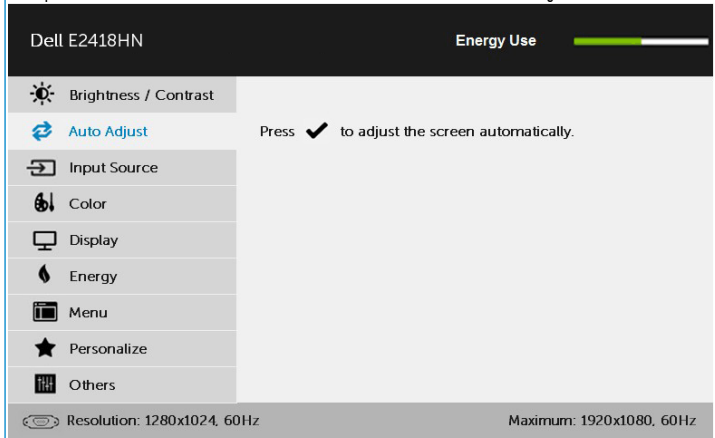 Dell E2418HN Energy Use
Brightness / Contrast
Auto Adjust Press ✔ to adjust the screen automatically.
Input Source
Color
Display
Energy
Menu
Personalize
Others
Resolution: 1280x1024, 60Hz Maximum: 1920x1080, 60Hz